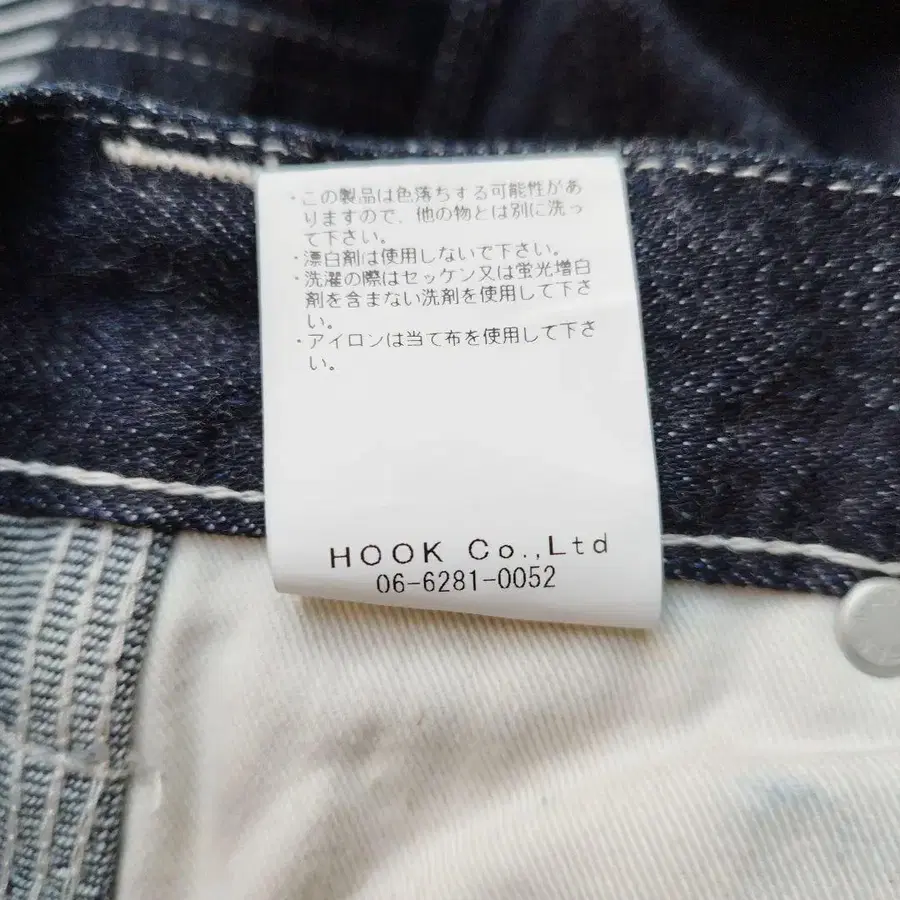 ・この製品は色落ちする可能性があ
りますので、他の物とは別に洗っ
て下さい。
・漂白剤は使用しないで下さい。
・洗濯の際はセッケン又は蛍光増白
剤を含まない洗剤を使用して下さ
い。
・アイロンは当て布を使用して下さ
い。
HOOK Co.,Ltd
06-6281-0052